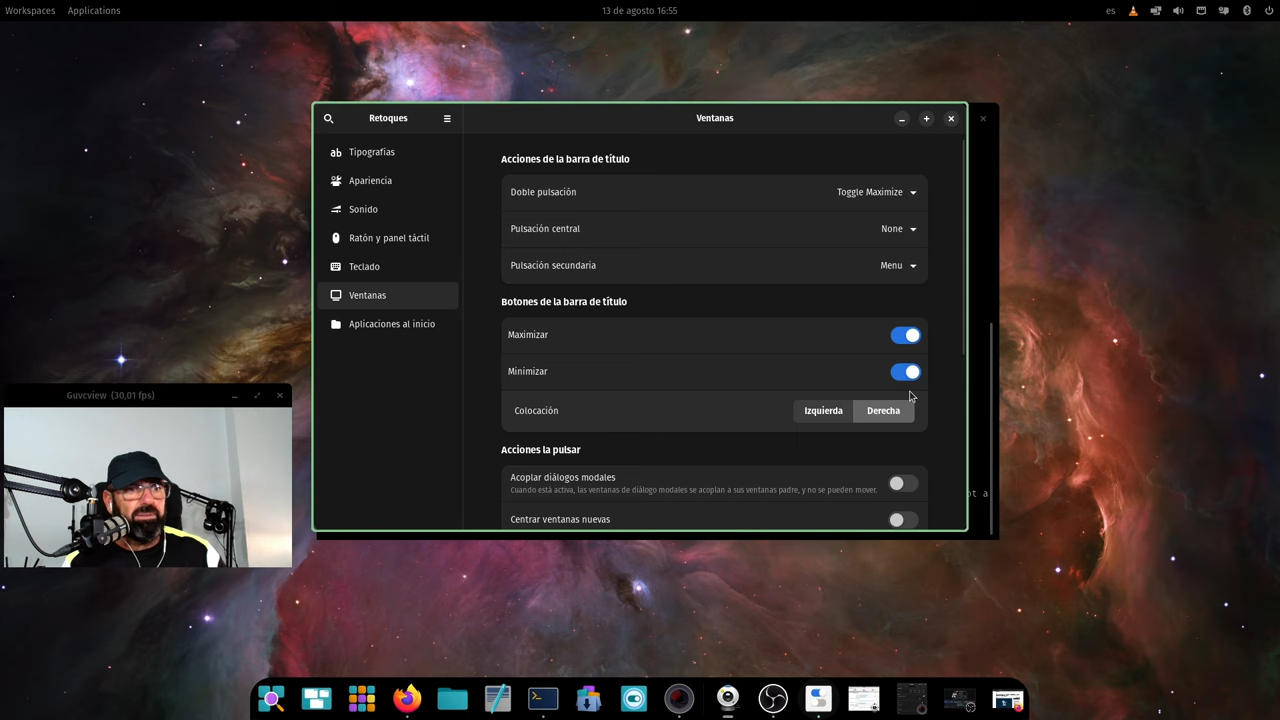 Workspaces Applications 13 de agosto 16:55 es
Retoques Ventanas
Tipografías
Apariencia
Sonido
Ratón y panel táctil
Teclado
Ventanas
Aplicaciones al inicio
Acciones de la barra de título
Doble pulsación Toggle Maximize
Pulsación central None
Pulsación secundaria Menu
Botones de la barra de título
Maximizar
Minimizar
Colocación Izquierda Derecha
Acciones la pulsar
Acoplar diálogos modales
Cuando está activa, las ventanas de diálogo modales se acoplan a sus ventanas padre, y no se pueden mover.
Centrar ventanas nuevas
Guvcview (30,01 fps)